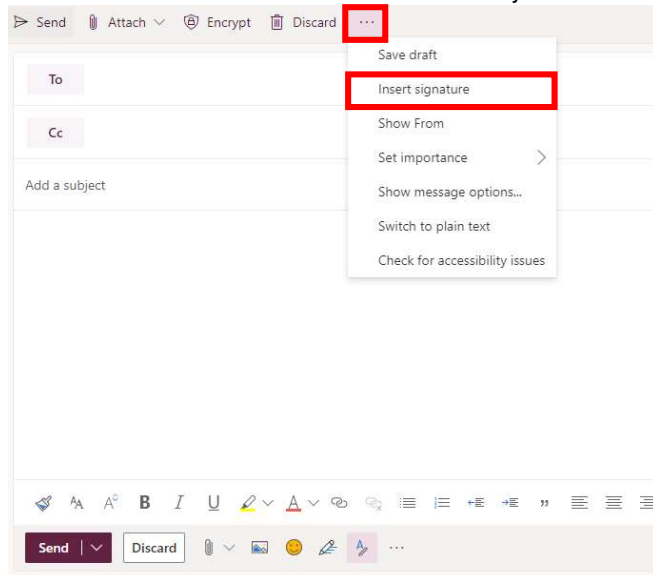 Send Attach Encrypt Discard ...
Save draft
To
Insert signature
Cc
Show From
Set importance
Add a subject
Show message options...
Switch to plain text
Check for accessibility issues
AA A B I U A
Send Discard ...